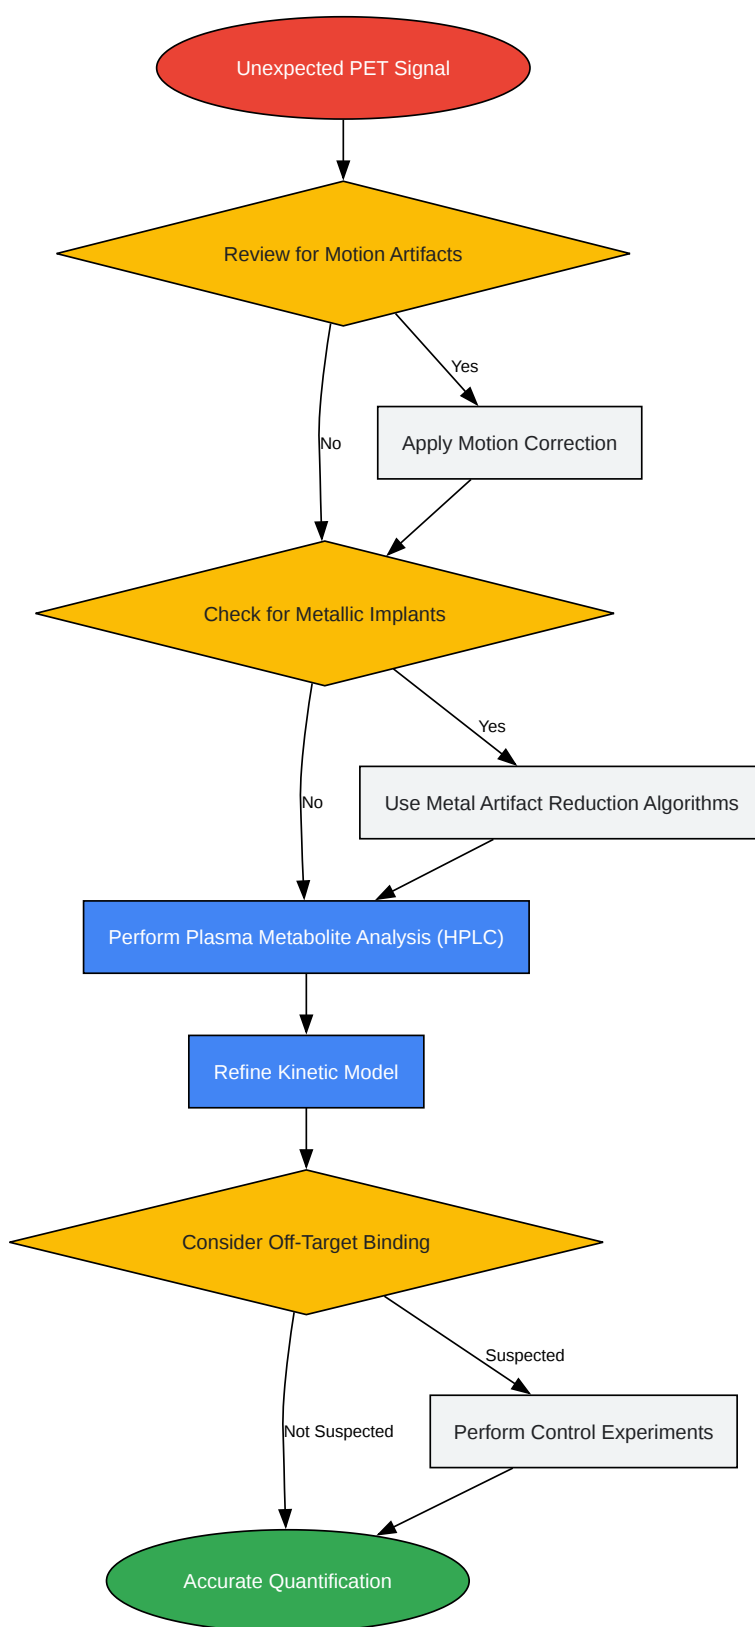 Unexpected PET Signal
Review for Motion Artifacts
Yes
No
Apply Motion Correction
Check for Metallic Implants
Yes
No
Use Metal Artifact Reduction Algorithms
Perform Plasma Metabolite Analysis (HPLC)
Refine Kinetic Model
Consider Off-Target Binding
Suspected
Not Suspected
Perform Control Experiments
Accurate Quantification